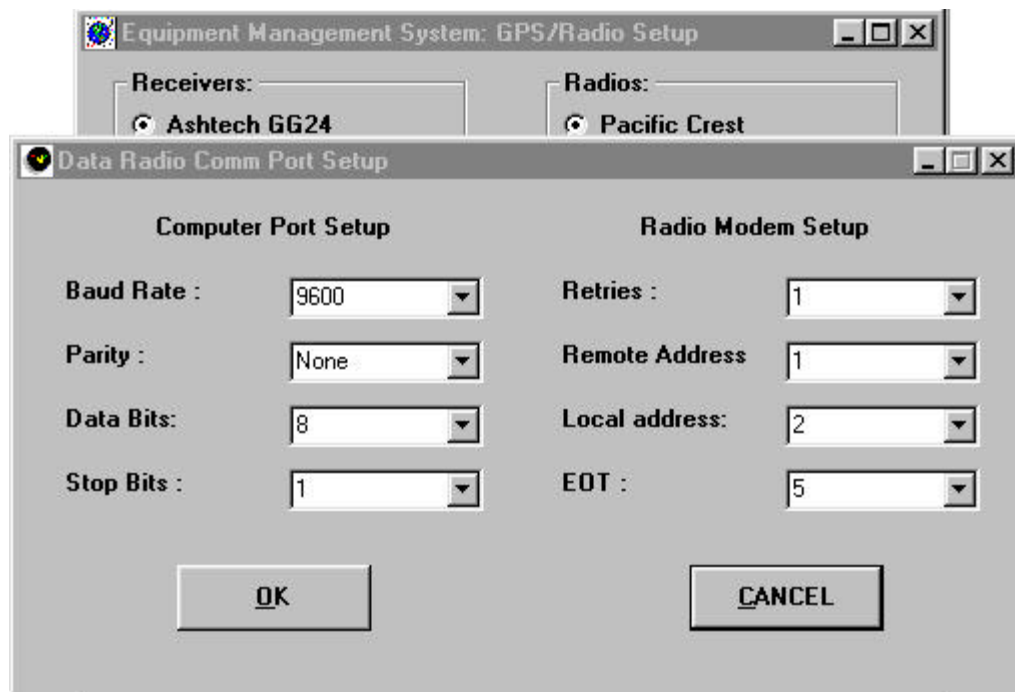 Equipment Management System: GPS/Radio Setup
Receivers: Radios:
Ashtech GG24 Pacific Crest
Data Radio Comm Port Setup
Computer Port Setup Radio Modem Setup
Baud Rate : 9600 Retries : 1
Parity : None Remote Address 1
Data Bits: 8 Local address: 2
Stop Bits : 1 EOT : 5
OK CANCEL